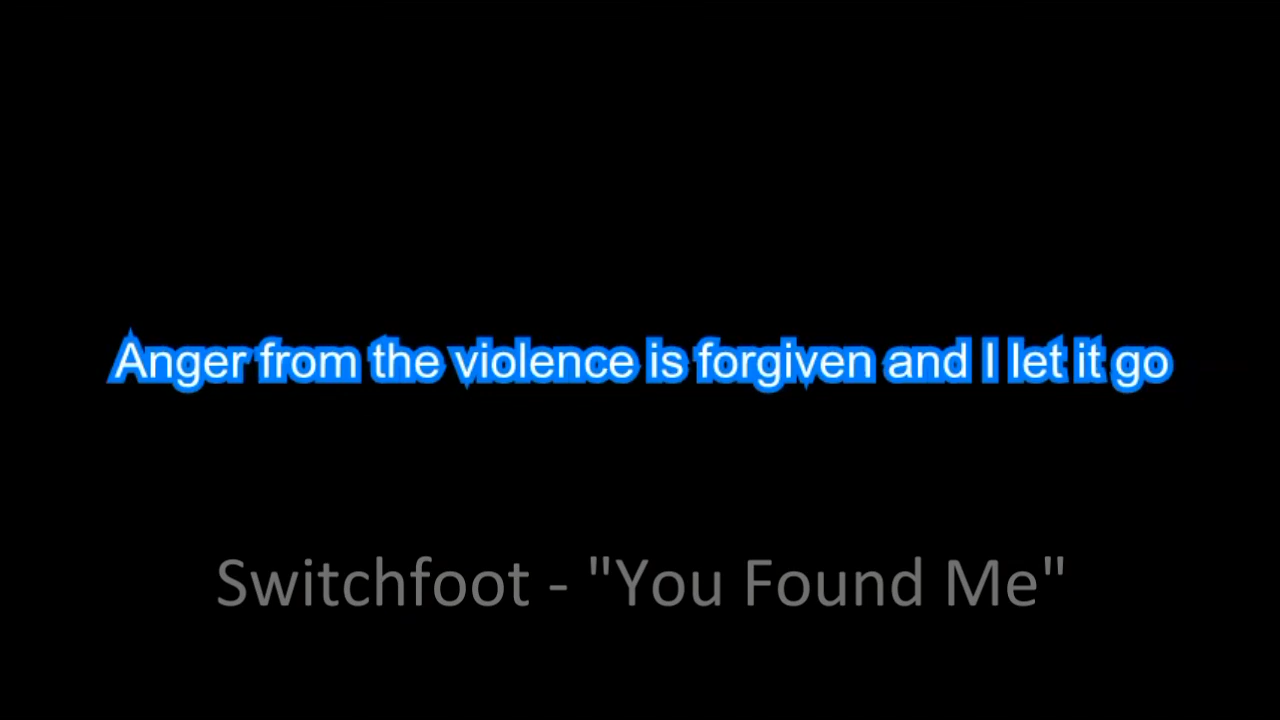 Anger from the violence is forgiven and I let it go
Switchfoot - "You Found Me"